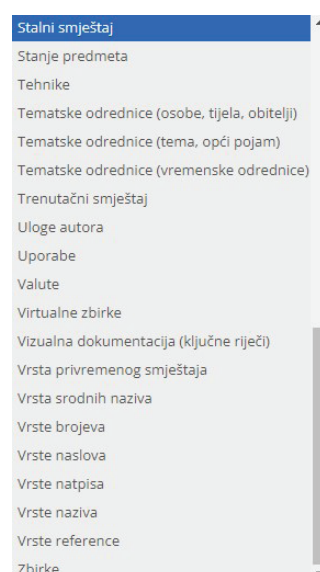 Stalni smještaj
Stanje predmeta
Tehnike
Tematske odrednice (osobe, tijela, obitelji)
Tematske odrednice (tema, opći pojam)
Tematske odrednice (vremenske odrednice)
Trenutačni smještaj
Uloge autora
Uporabe
Valute
Virtualne zbirke
Vizualna dokumentacija (ključne riječi)
Vrsta privremenog smještaja
Vrsta srodnih naziva
Vrste brojeva
Vrste naslova
Vrste natpisa
Vrste naziva
Vrste reference
Zbirke